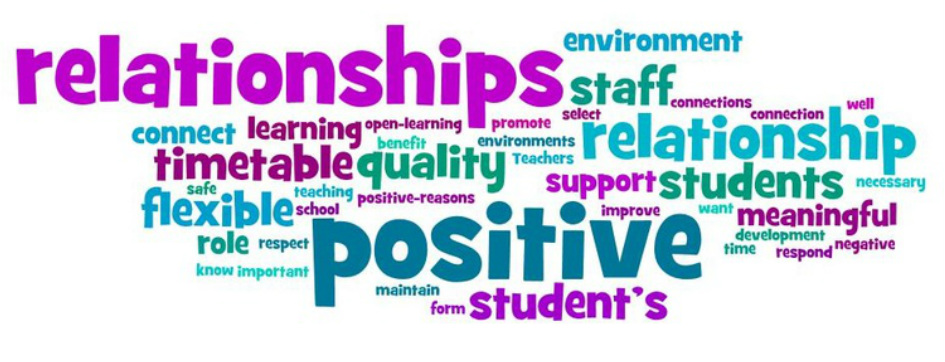 relationships environment
staff connections
connect learning open-learning promote select relationship connection well
benefit environments
timetable quality Teachers
support students necessary
safe teaching positive-reasons
flexible school positive improve want meaningful
role respect development
time respond negative
know important
maintain
form student's